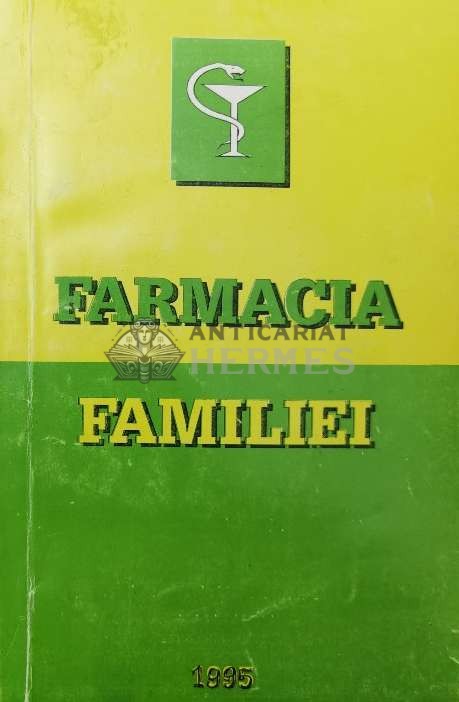 FARMACIA
ANTICARIAT
HERMES
FAMILIEI
1995